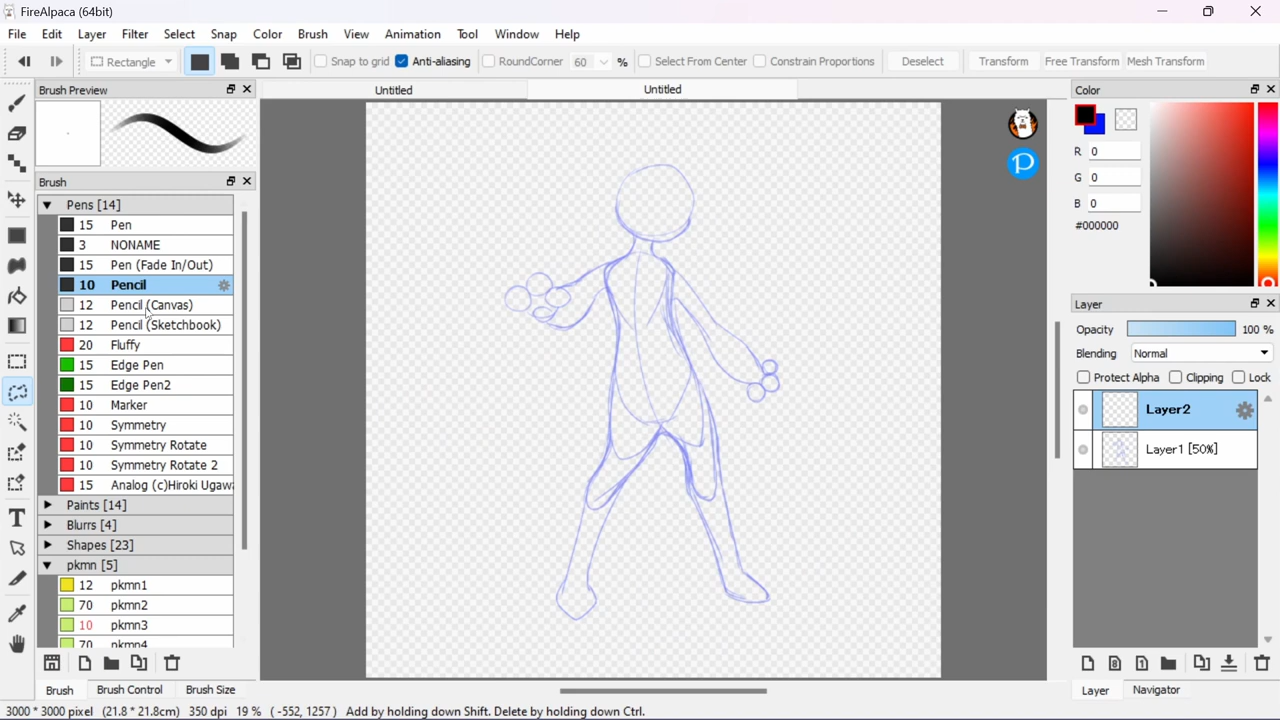 FireAlpaca (64bit)
File Edit Layer Filter Select Snap Color Brush View Animation Tool Window Help
Rectangle Snap to grid Anti-aliasing RoundCorner 60 % Select From Center Constrain Proportions Deselect Transform Free Transform Mesh Transform
Brush Preview
Untitled Untitled
Color
R 0
G 0
B 0
#000000
Brush
Pens [14]
15 Pen
3 NONAME
15 Pen (Fade In/Out)
10 Pencil
12 Pencil (Canvas)
12 Pencil (Sketchbook)
20 Fluffy
15 Edge Pen
15 Edge Pen2
10 Marker
10 Symmetry
10 Symmetry Rotate
10 Symmetry Rotate 2
15 Analog (c)Hiroki Ugaw
Paints [14]
Blurrs [4]
Shapes [23]
pkmn [5]
12 pkmn1
70 pkmn2
10 pkmn3
70 pkmn4
Brush Brush Control Brush Size
Layer
Opacity 100 %
Blending Normal
Protect Alpha Clipping Lock
Layer2
Layer1 [50%]
8 1
Layer Navigator
3000 * 3000 pixel (21.8 * 21.8cm) 350 dpi 19 % ( -552, 1257 ) Add by holding down Shift. Delete by holding down Ctrl.